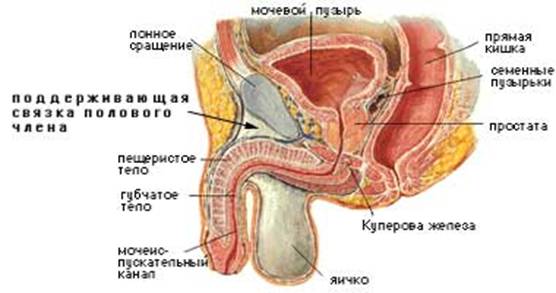 мочевой пузырь
лонное
сращение
прямая
кишка
семенные
пузырьки
поддерживающая
связка полового
члена
простата
пещеристое
тело
губчатое
тело
Куперова железа
мочеис-
пускательный
канал
яичко